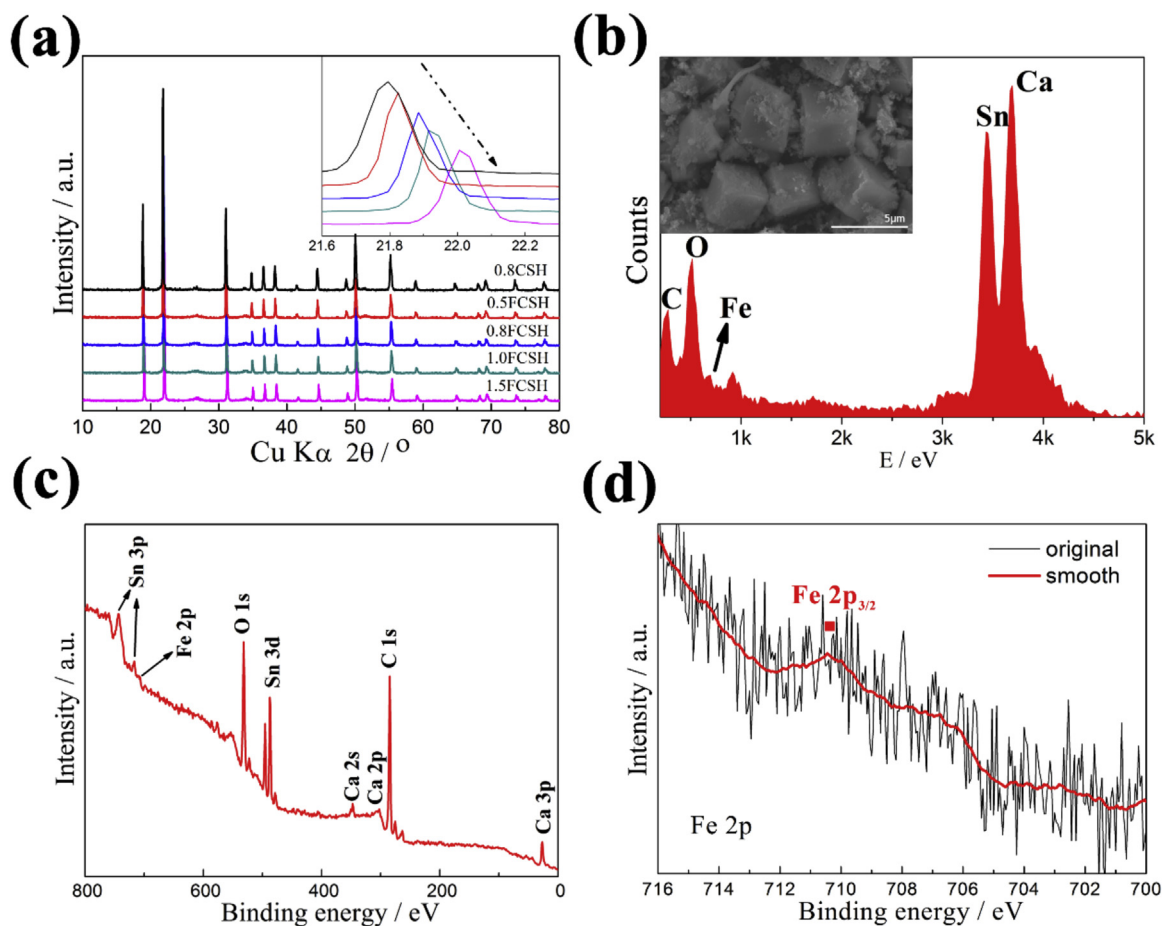 (a)
Intensity / a.u.
21.6 21.8 22.0 22.2
0.8CSH
0.5FCSH
0.8FCSH
1.0FCSH
1.5FCSH
10 20 30 40 50 60 70 80
Cu Kα 2θ / °
(b)
Counts
C
O
Fe
Sn
Ca
5μm
1k 2k 3k 4k 5k
E / eV
(c)
Intensity / a.u.
Sn 3p
Fe 2p
O 1s
Sn 3d
Ca 2s
Ca 2p
C 1s
Ca 3p
800 600 400 200 0
Binding energy / eV
(d)
Intensity / a.u.
original
smooth
Fe 2p3/2
Fe 2p
716 714 712 710 708 706 704 702 700
Binding energy / eV